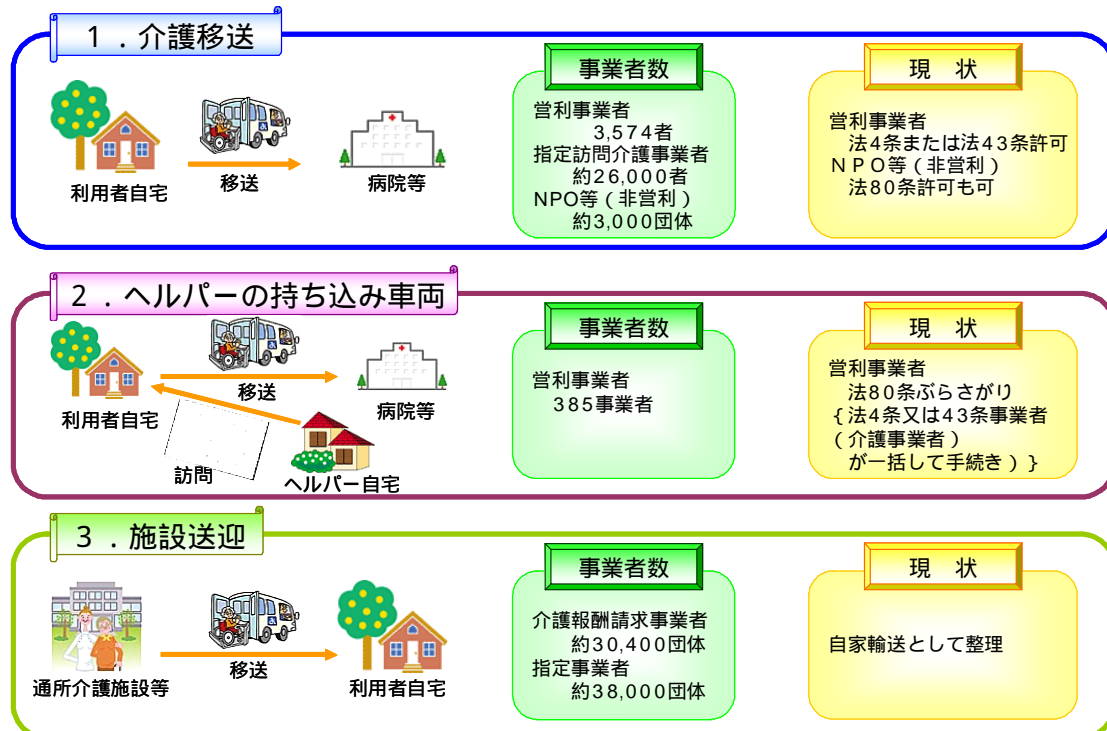 １．介護移送
利用者自宅
移送
病院等
事業者数
営利事業者
3,574者
指定訪問介護事業者
約26,000者
NPO等（非営利）
約3,000団体
現　状
営利事業者
法4条または法43条許可
ＮＰＯ等（非営利）
法80条許可も可
２．ヘルパーの持ち込み車両
利用者自宅
移送
病院等
訪問
ヘルパー自宅
事業者数
営利事業者
385事業者
現　状
営利事業者
法80条ぶらさがり
{法4条又は43条事業者
（介護事業者）
が一括して手続き）}
３．施設送迎
通所介護施設等
移送
利用者自宅
事業者数
介護報酬請求事業者
約30,400団体
指定事業者
約38,000団体
現　状
自家輸送として整理